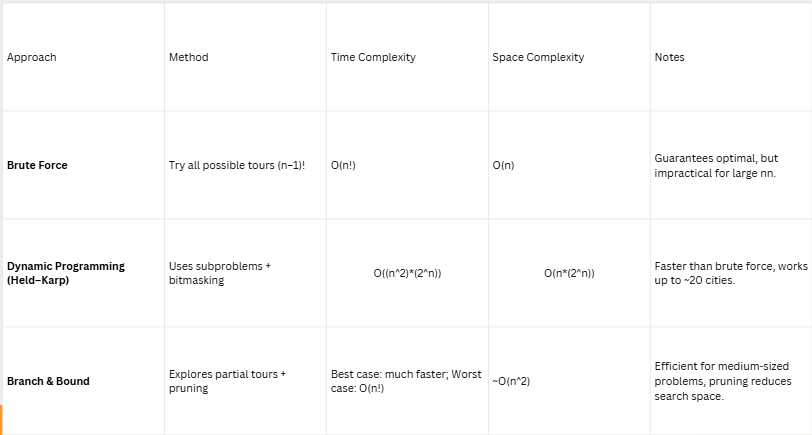 Approach
Method
Time Complexity
Space Complexity
Notes
Brute Force
Try all possible tours (n−1)!
O(n!)
O(n)
Guarantees optimal, but
impractical for large nn.
Dynamic Programming
(Held–Karp)
Uses subproblems +
bitmasking
O((n^2)*(2^n))
O(n*(2^n))
Faster than brute force, works
up to ~20 cities.
Branch & Bound
Explores partial tours +
pruning
Best case: much faster; Worst
case: O(n!)
~O(n^2)
Efficient for medium-sized
problems, pruning reduces
search space.